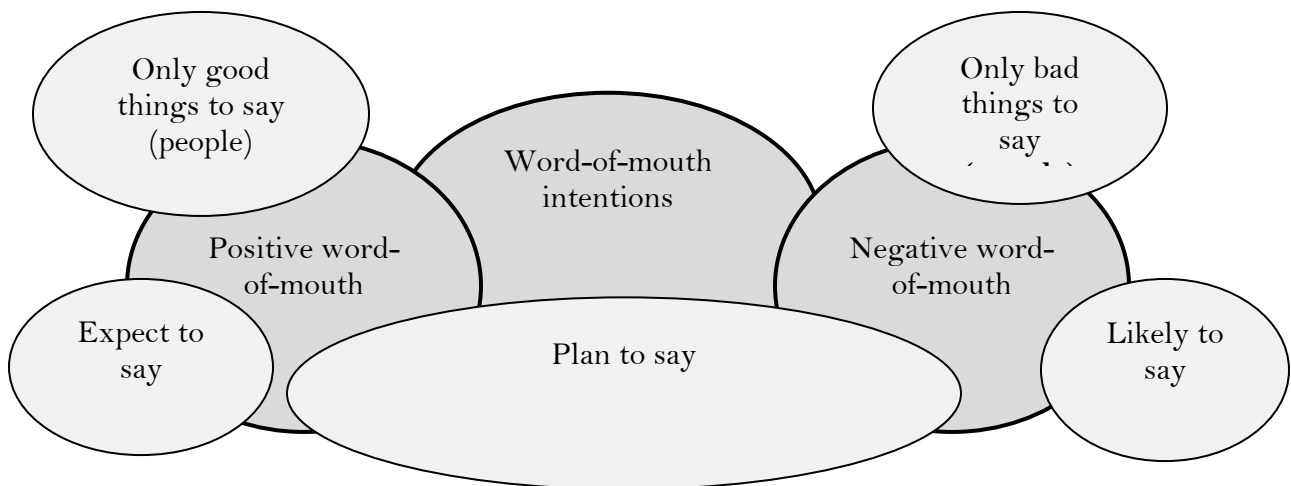 Only good
things to say
(people)
Only bad
things to
say
Word-of-mouth
intentions
Positive word-
of-mouth
Negative word-
of-mouth
Expect to
say
Plan to say
Likely to
say